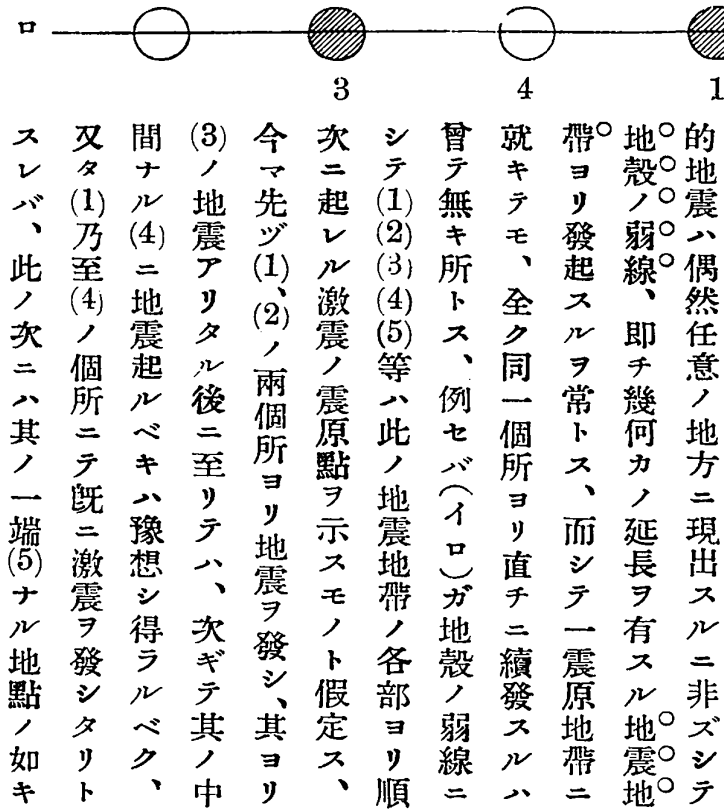 ロ
3
4
1
的地震ハ偶然任意ノ地方ニ現出スルニ非ズシテ
地殼ノ弱線、即チ幾何カノ延長ヲ有スル地震地
帶ヨリ發起スルヲ常トス、而シテ一震原地帶ニ
就キテモ、全ク同一個所ヨリ直チニ續發スルハ
曾テ無キ所トス、例セバ(イロ)ガ地殼ノ弱線ニ
シテ(1)(2)(3)(4)(5)等ハ此ノ地震地帶ノ各部ヨリ順
次ニ起レル激震ノ震原點ヲ示スモノト假定ス、
今マ先ヅ(1)、(2)ノ兩個所ヨリ地震ヲ發シ、其ヨリ
(3)ノ地震アリタル後ニ至リテハ、次ギテ其ノ中
間ナル(4)ニ地震起ルベキハ豫想シ得ラルベク、
又タ(1)乃至(4)ノ個所ニテ旣ニ激震ヲ發シタリト
スレバ、此ノ次ニハ其ノ一端(5)ナル地點ノ如キ